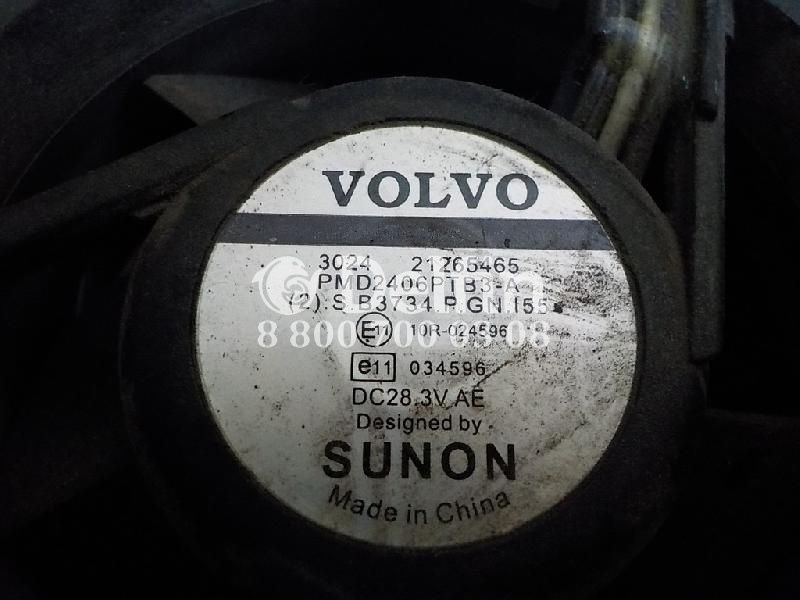 VOLVO
3024 21265465
PMD2406PTB3-A
(2).S.B3734.P.GN.I55
E11 10R-024596
e11 034596
DC28.3V AE
Designed by
SUNON
Made in China